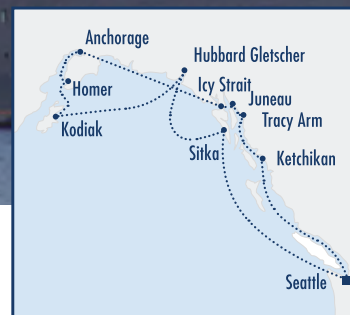 Anchorage
Hubbard Gletscher
Homer
Icy Strait
Juneau
Kodiak
Tracy Arm
Sitka
Ketchikan
Seattle